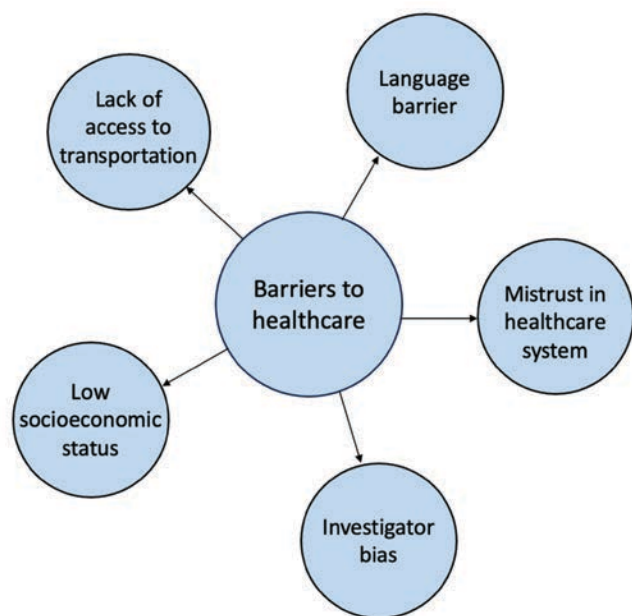 Lack of
access to
transportation
Language
barrier
Barriers to
healthcare
Mistrust in
healthcare
system
Low
socioeconomic
status
Investigator
bias